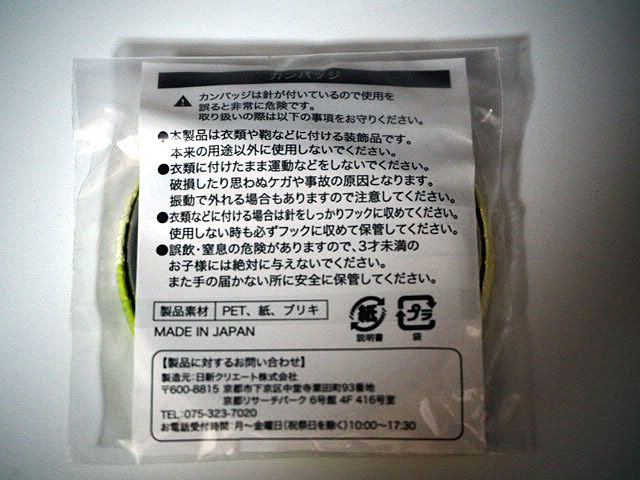 カンバッジ
カンバッジは針が付いているので使用を
誤ると非常に危険です。
取り扱いの際は以下の事項をお守りください。
●本製品は衣類や鞄などに付ける装飾品です。
本来の用途以外に使用しないでください。
●衣類に付けたまま運動などをしないでください。
破損したり思わぬケガや事故の原因となります。
振動で外れる場合もありますので注意してください。
●衣類などに付ける場合は針をしっかりフックに収めてください。
使用しない時も必ずフックに収めて保管してください。
●誤飲・窒息の危険がありますので、3才未満の
お子様には絶対に与えないでください。
また手の届かない所に安全に保管してください。
製品素材 PET、紙、ブリキ
紙 プラ
MADE IN JAPAN 説明書 袋
【製品に対するお問い合わせ】
製造元:日新クリエート株式会社
〒600-8815 京都市下京区中堂寺粟田町93番地
京都リサーチパーク 6号館 4F 416号室
TEL:075-323-7020
お電話受付時間:月~金曜日(祝祭日を除く)10:00~17:30